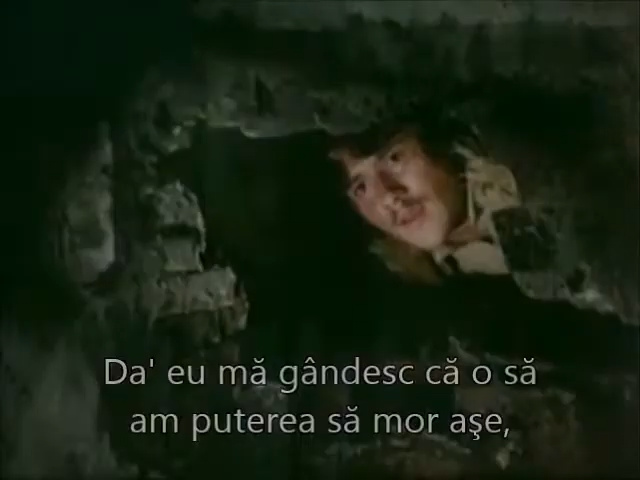 Da' eu mă gândesc că o să
am puterea să mor aşe,